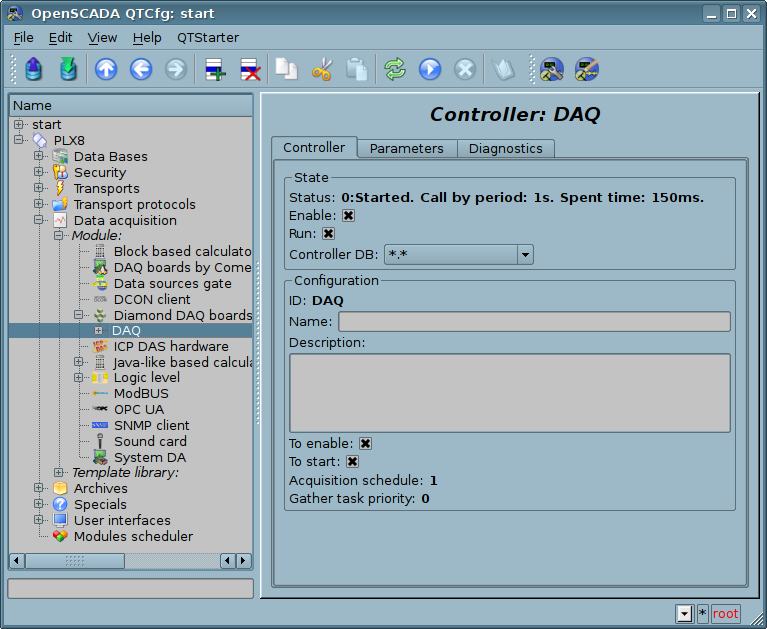 OpenSCADA QTCfg: start
File Edit View Help QTStarter
Name
start
PLX8
Data Bases
Security
Transports
Transport protocols
Data acquisition
Module:
Block based calculato
DAQ boards by Come
Data sources gate
DCON client
Diamond DAQ boards
DAQ
ICP DAS hardware
Java-like based calcula
Logic level
ModBUS
OPC UA
SNMP client
Sound card
System DA
Template library:
Archives
Specials
User interfaces
Modules scheduler
Controller: DAQ
Controller Parameters Diagnostics
State
Status: 0:Started. Call by period: 1s. Spent time: 150ms.
Enable:
Run:
Controller DB: *.*
Configuration
ID: DAQ
Name:
Description:
To enable:
To start:
Acquisition schedule: 1
Gather task priority: 0
* root